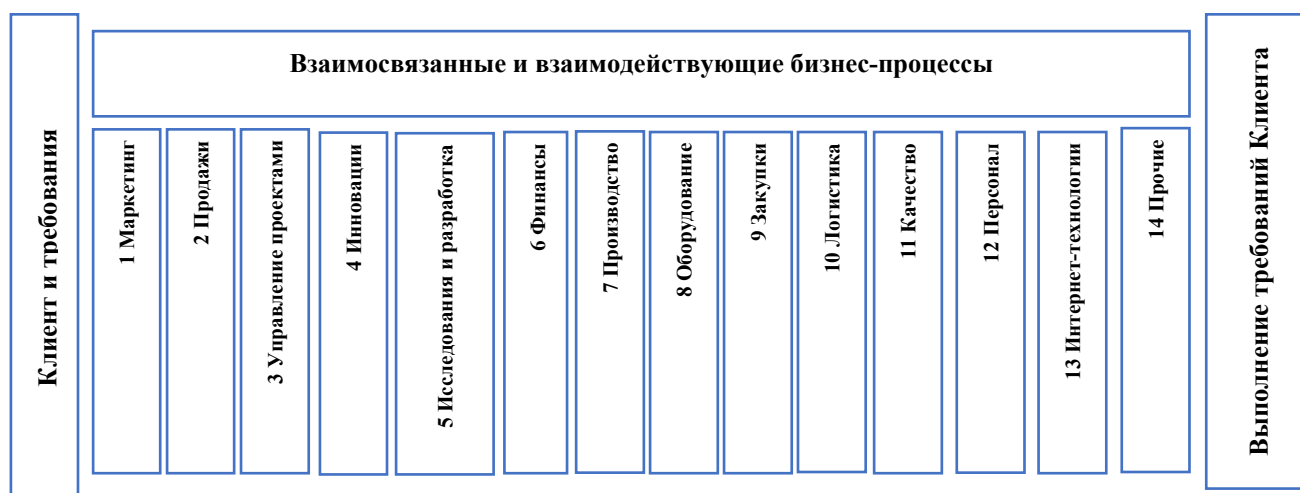 Клиент и требования
Взаимосвязанные и взаимодействующие бизнес-процессы
1 Маркетинг
2 Продажи
3 Управление проектами
4 Инновации
5 Исследования и разработка
6 Финансы
7 Производство
8 Оборудование
9 Закупки
10 Логистика
11 Качество
12 Персонал
13 Интернет-технологии
14 Прочие
Выполнение требований Клиента